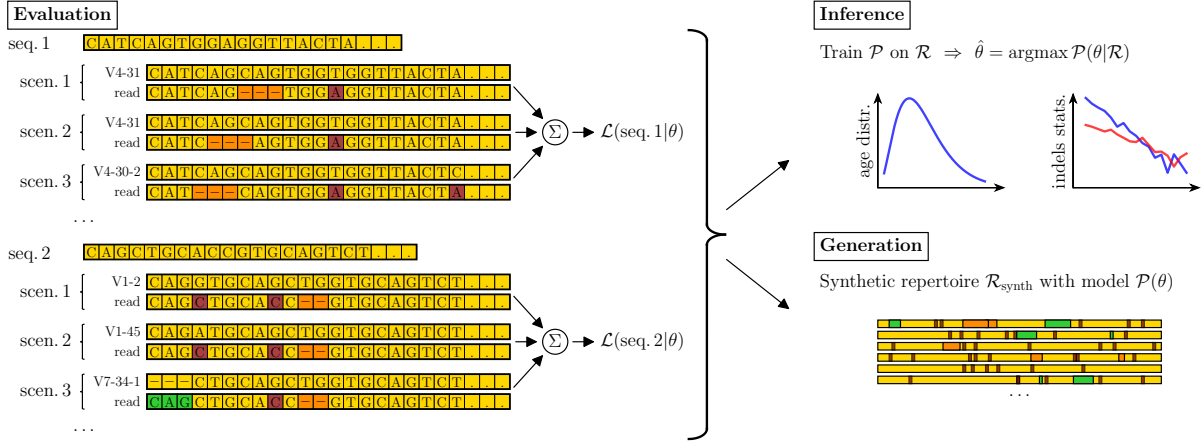 Evaluation
seq. 1 CATCAGTGGAGGTTACTA...
scen. 1 V4-31 CATCAGCAGTGGTGGTTACTA...
read CATCAG−−−TGGAGGTTACTA...
scen. 2 V4-31 CATCAGCAGTGGTGGTTACTA...
read CATC−−−AGTGGAGGTTACTA...
scen. 3 V4-30-2 CATCAGCAGTGGTGGTTACTC...
read CAT−−−CAGTGGAGGTTACTA...
...
Σ ℒ(seq. 1|θ)
seq. 2 CAGCTGCACCGTGCAGTCT...
scen. 1 V1-2 CAGGTGCAGCTGGTGCAGTCT...
read CAGCTGCACC−−GTGCAGTCT...
scen. 2 V1-45 CAGATGCAGCTGGTGCAGTCT...
read CAGCTGCACC−−GTGCAGTCT...
scen. 3 V7-34-1 −−−CTGCAGCTGGTGCAGTCT...
read CAGCTGCACC−−GTGCAGTCT...
...
Σ ℒ(seq. 2|θ)
Inference
Train 𝒫 on ℛ ⇒ θ̂ = argmax 𝒫(θ|ℛ)
age distr.
indels stats.
Generation
Synthetic repertoire ℛsynth with model 𝒫(θ)
...